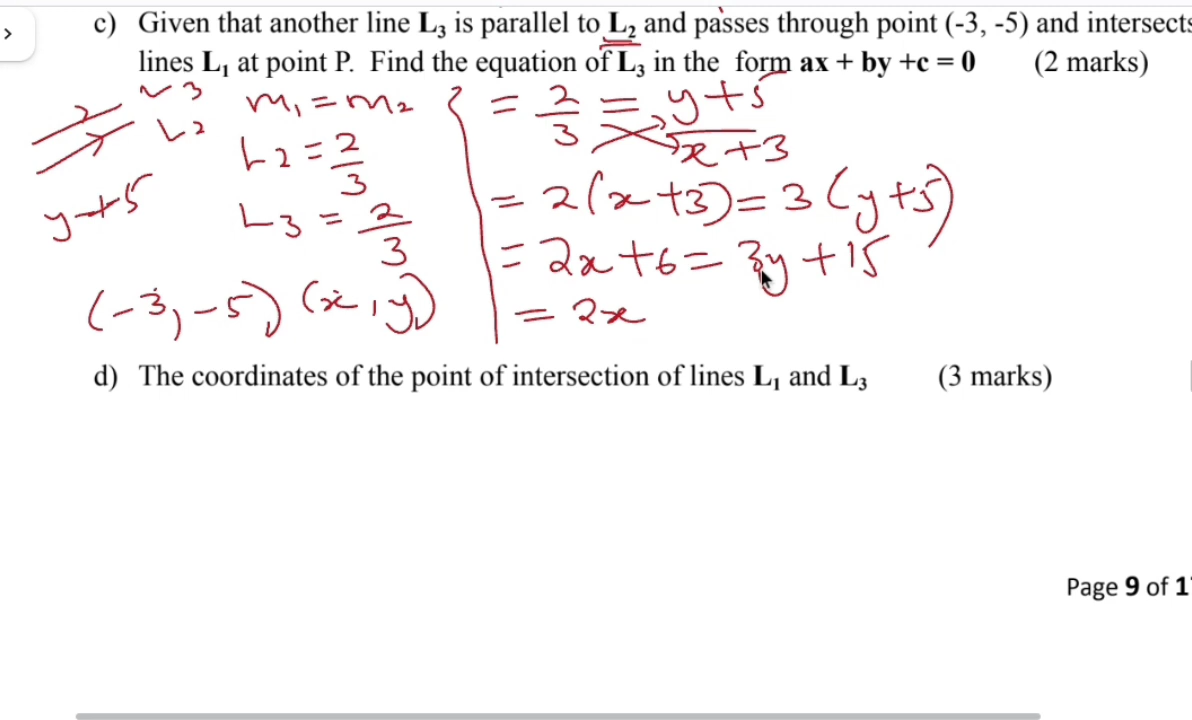 c) Given that another line L₃ is parallel to L₂ and passes through point (-3, -5) and intersects
lines L₁ at point P. Find the equation of L₃ in the form ax + by +c = 0 (2 marks)
L3
L2
m₁ = m₂
L2 = 2/3
L3 = 2/3
y+5
(-3, -5) (x, y)
= 2/3 = y+5/x+3
= 2(x+3) = 3(y+5)
= 2x+6 = 3y+15
= 2x
d) The coordinates of the point of intersection of lines L₁ and L₃ (3 marks)
Page 9 of 1